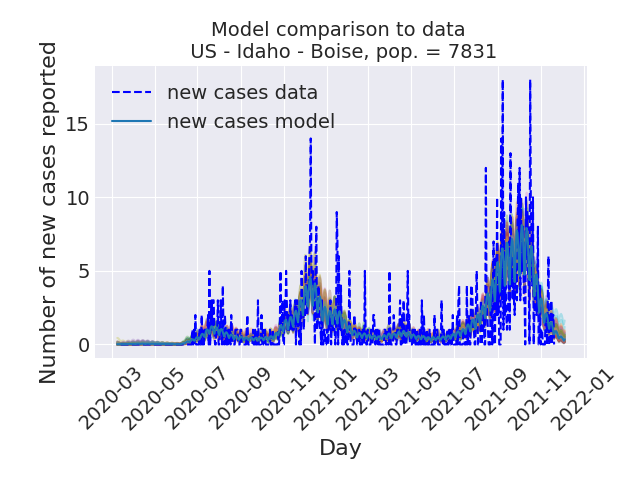 Model comparison to data
US - Idaho - Boise, pop. = 7831
Number of new cases reported
new cases data
new cases model
15
10
5
0
2020-03
2020-05
2020-07
2020-09
2020-11
2021-01
2021-03
2021-05
2021-07
2021-09
2021-11
2022-01
Day